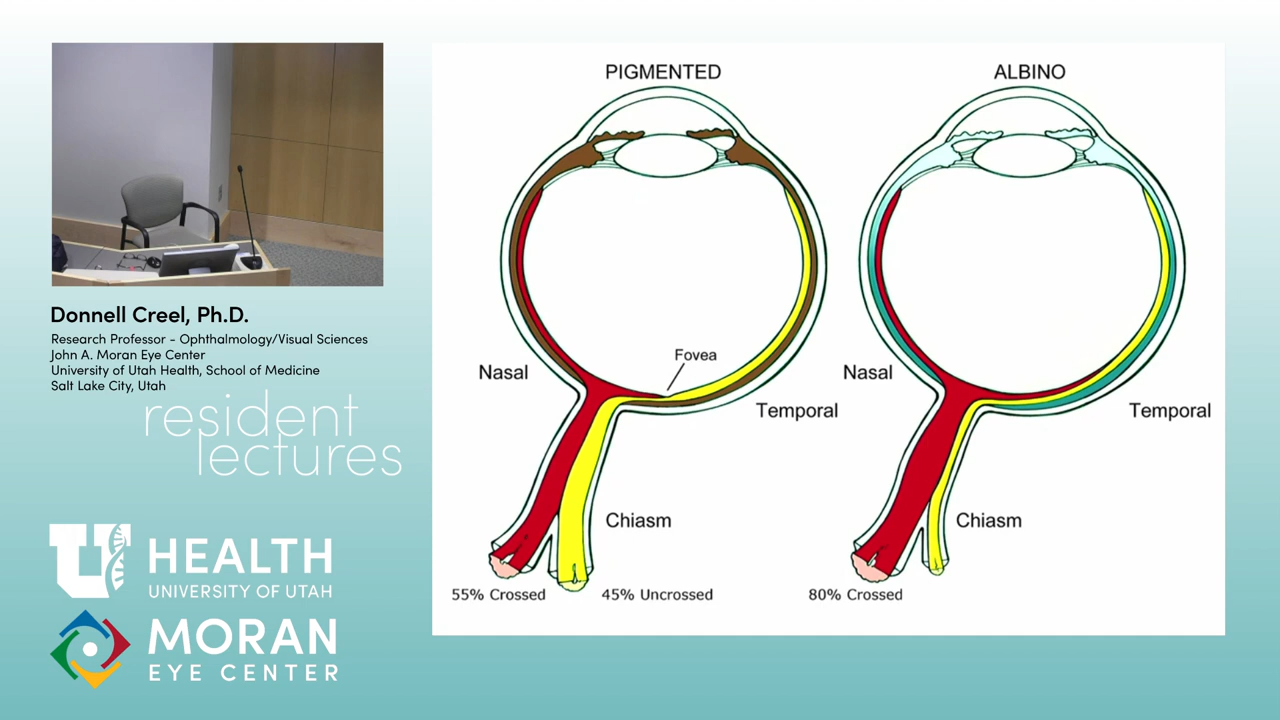 Donnell Creel, Ph.D.
Research Professor - Ophthalmology/Visual Sciences
John A. Moran Eye Center
University of Utah Health, School of Medicine
Salt Lake City, Utah
resident
lectures
U HEALTH
UNIVERSITY OF UTAH
MORAN
EYE CENTER
PIGMENTED
ALBINO
Fovea
Nasal
Temporal
Nasal
Temporal
Chiasm
Chiasm
55% Crossed
45% Uncrossed
80% Crossed